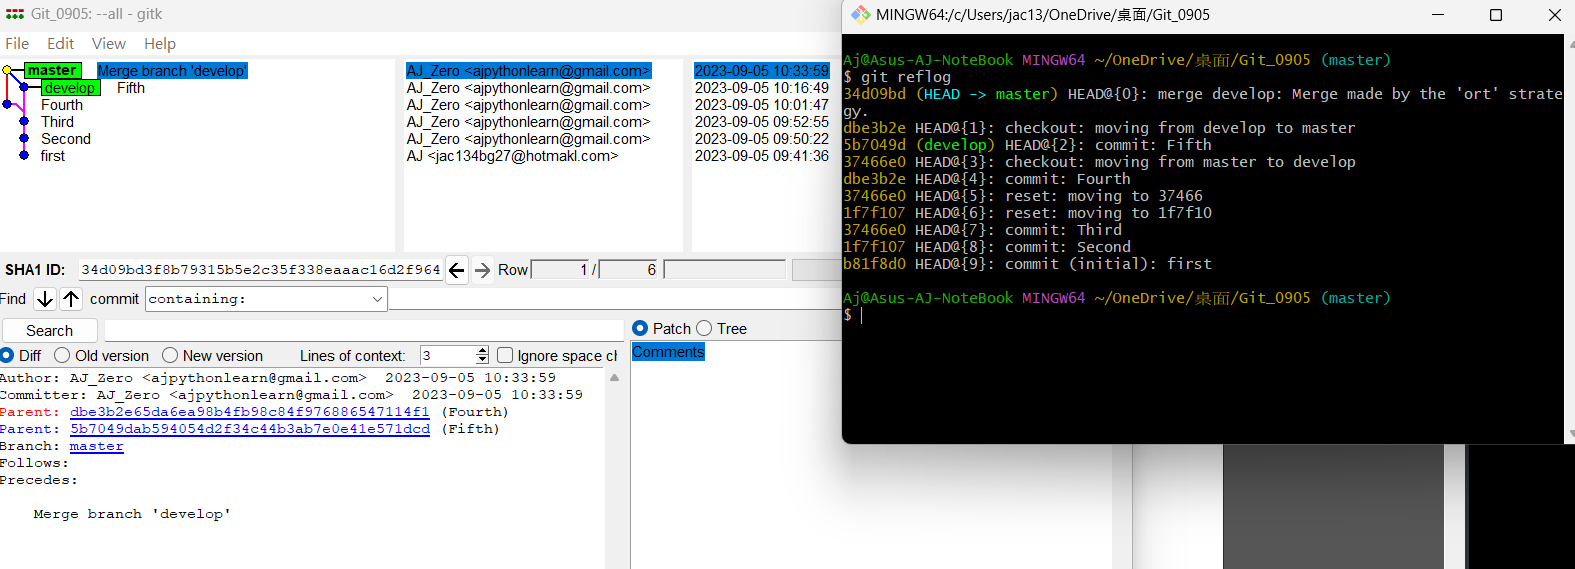 Git_0905: --all - gitk
File Edit View Help
master Merge branch 'develop' AJ_Zero <ajpythonlearn@gmail.com> 2023-09-05 10:33:59
develop Fifth AJ_Zero <ajpythonlearn@gmail.com> 2023-09-05 10:16:49
Fourth AJ_Zero <ajpythonlearn@gmail.com> 2023-09-05 10:01:47
Third AJ_Zero <ajpythonlearn@gmail.com> 2023-09-05 09:52:55
Second AJ_Zero <ajpythonlearn@gmail.com> 2023-09-05 09:50:22
first AJ <jac134bg27@hotmakl.com> 2023-09-05 09:41:36
SHA1 ID: 34d09bd3f8b79315b5e2c35f338eaaac16d2f964 Row 1 / 6
Find commit containing:
Search
Patch Tree
Diff Old version New version Lines of context: 3 Ignore space ch
Comments
Author: AJ_Zero <ajpythonlearn@gmail.com> 2023-09-05 10:33:59
Committer: AJ_Zero <ajpythonlearn@gmail.com> 2023-09-05 10:33:59
Parent: dbe3b2e65da6ea98b4fb98c84f976886547114f1 (Fourth)
Parent: 5b7049dab594054d2f34c44b3ab7e0e41e571dcd (Fifth)
Branch: master
Follows:
Precedes:
Merge branch 'develop'
MINGW64:/c/Users/jac13/OneDrive/桌面/Git_0905
Aj@Asus-AJ-NoteBook MINGW64 ~/OneDrive/桌面/Git_0905 (master)
$ git reflog
34d09bd (HEAD -> master) HEAD@{0}: merge develop: Merge made by the 'ort' strate
gy.
dbe3b2e HEAD@{1}: checkout: moving from develop to master
5b7049d (develop) HEAD@{2}: commit: Fifth
37466e0 HEAD@{3}: checkout: moving from master to develop
dbe3b2e HEAD@{4}: commit: Fourth
37466e0 HEAD@{5}: reset: moving to 37466
1f7f107 HEAD@{6}: reset: moving to 1f7f10
37466e0 HEAD@{7}: commit: Third
1f7f107 HEAD@{8}: commit: Second
b81f8d0 HEAD@{9}: commit (initial): first
Aj@Asus-AJ-NoteBook MINGW64 ~/OneDrive/桌面/Git_0905 (master)
$